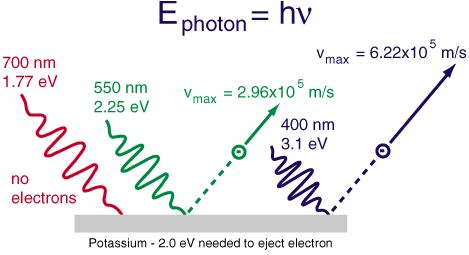 E photon = hν
700 nm
1.77 eV
no
electrons
550 nm
2.25 eV
v max = 2.96x10 5 m/s
400 nm
3.1 eV
v max = 6.22x10 5 m/s
Potassium - 2.0 eV needed to eject electron